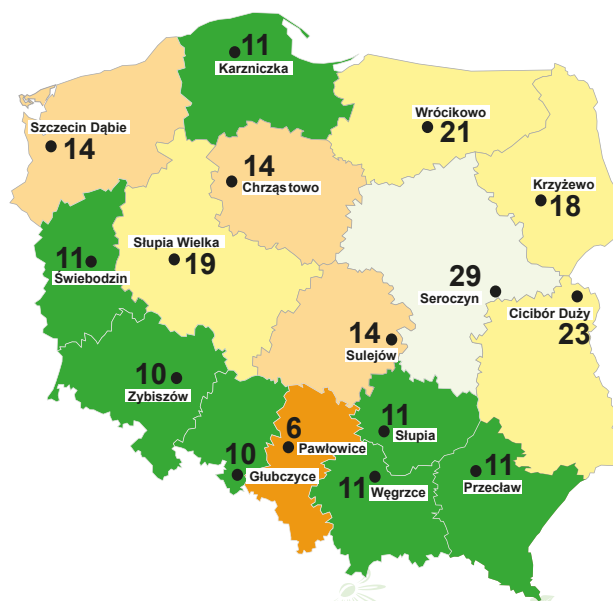 11
Karzniczka
Szczecin Dąbie
14
Wrócikowo
21
14
Chrząstowo
Krzyżewo
18
Słupia Wielka
19
11
Świebodzin
29
Seroczyn
Cicibór Duży
23
14
Sulejów
10
Zybiszów
11
Słupia
6
Pawłowice
10
Głubczyce
11
Węgrzce
11
Przecław